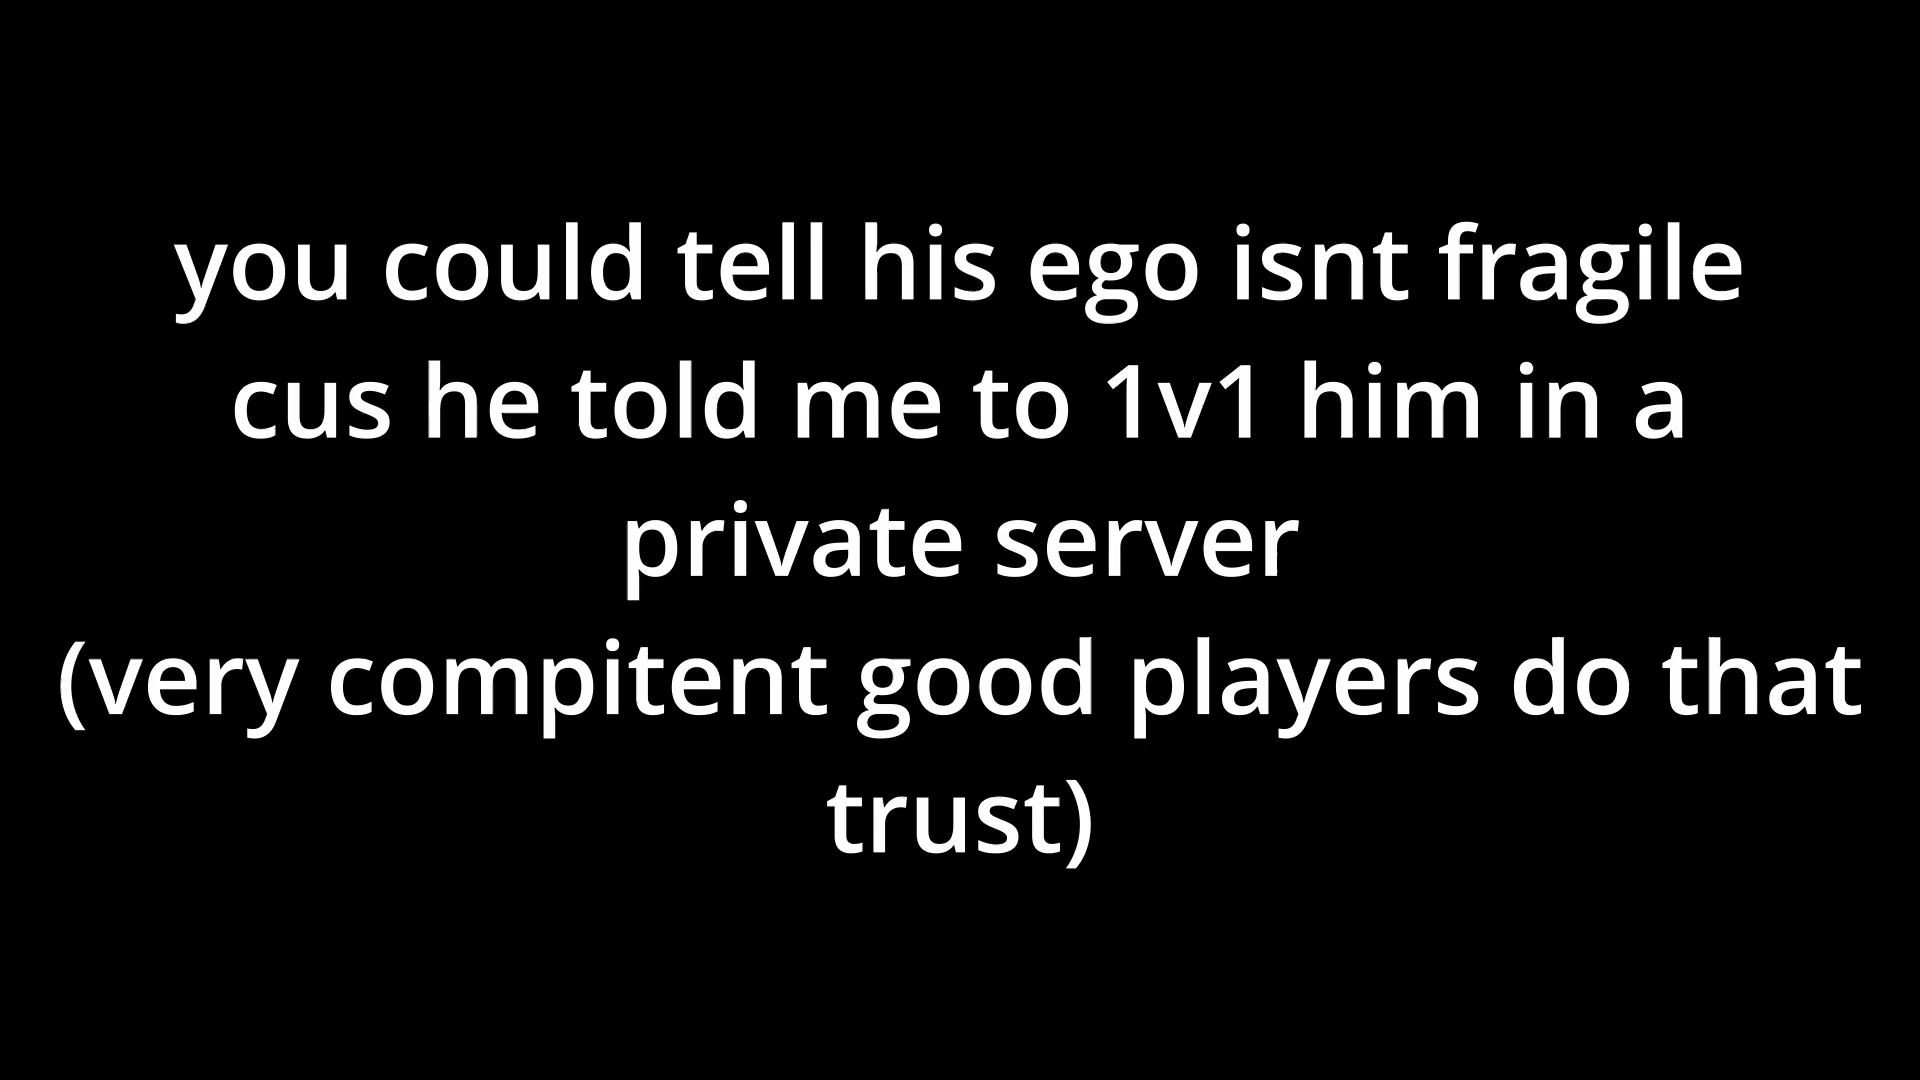 you could tell his ego isnt fragile
cus he told me to 1v1 him in a
private server
(very compitent good players do that
trust)